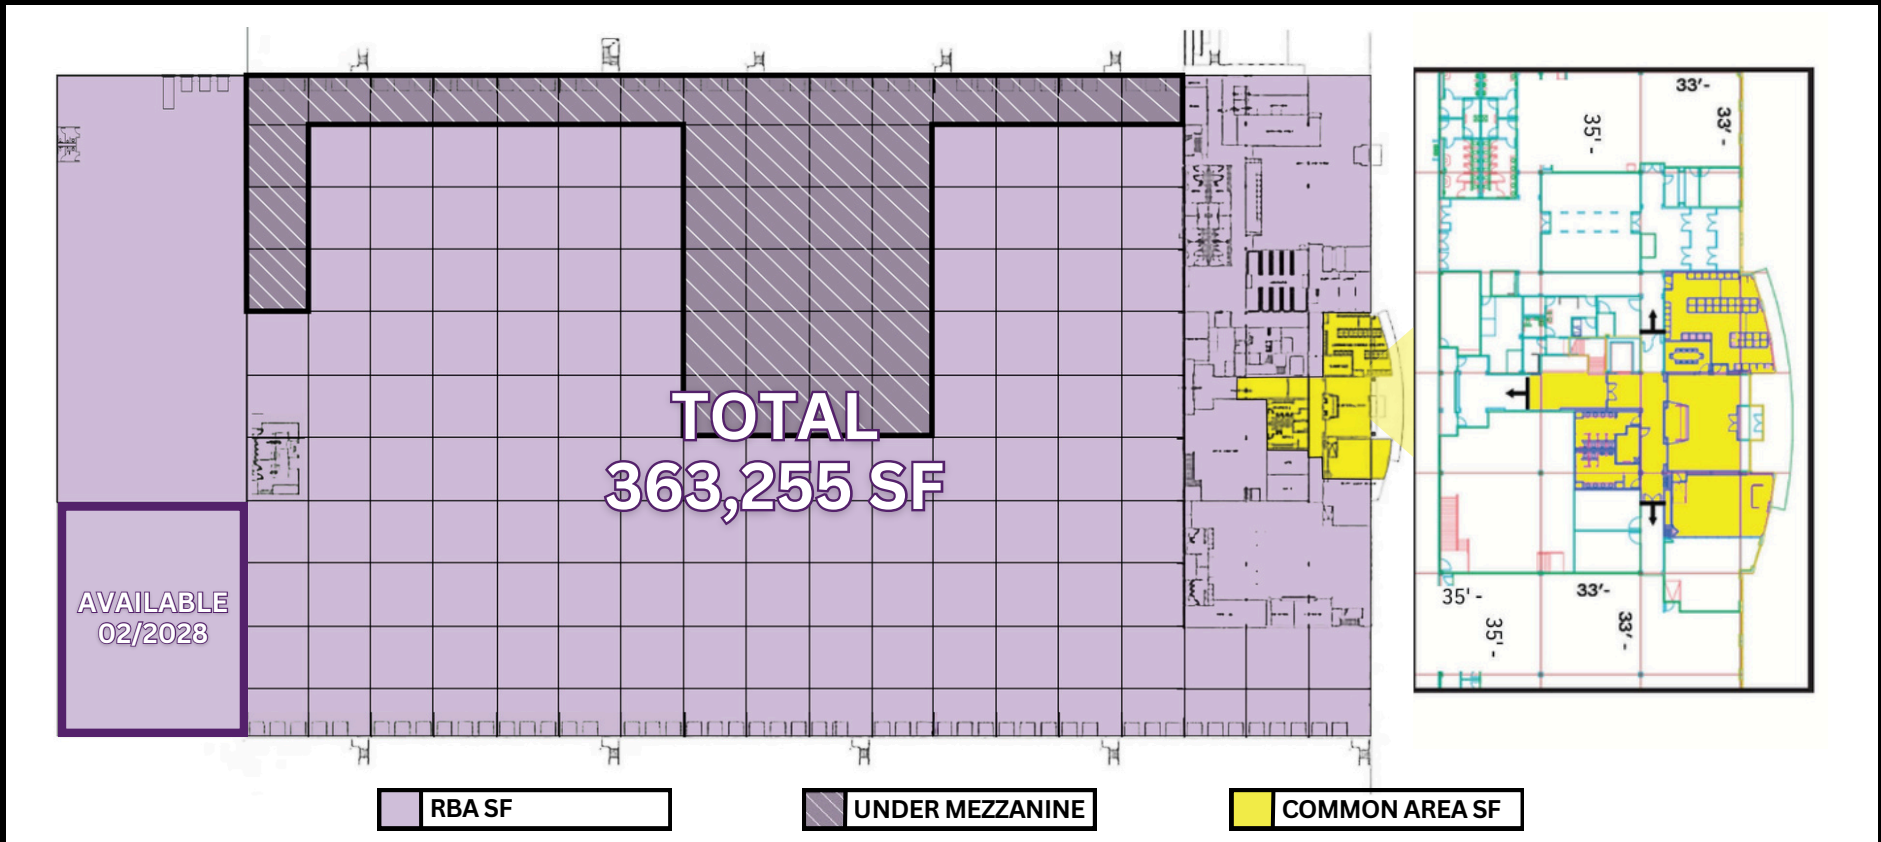 TOTAL
363,255 SF
AVAILABLE
02/2028
33'-
33'-
35'-
35'-
35'-
33'-
33'-
RBA SF
UNDER MEZZANINE
COMMON AREA SF